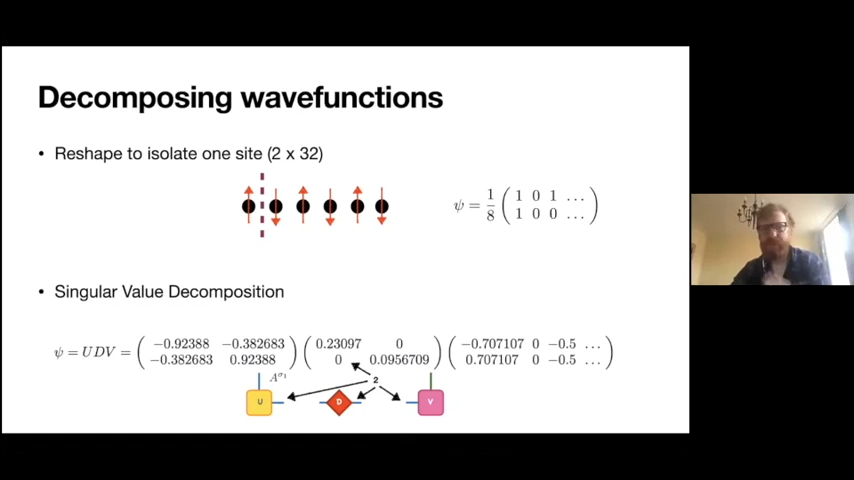 Decomposing wavefunctions
• Reshape to isolate one site (2 x 32)
ψ = 1/8 ( 1 0 1 …
1 0 0 … )
• Singular Value Decomposition
ψ = UDV = ( −0.92388 −0.382683
−0.382683 0.92388 ) ( 0.23097 0
0 0.0956709 ) ( −0.707107 0 −0.5 …
0.707107 0 −0.5 … )
A^σ₁
2
U
D
V